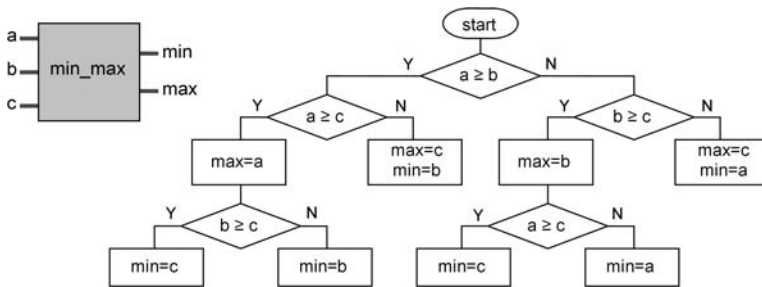 start
a
b
c
min_max
min
max
a ≥ b
Y
N
a ≥ c
Y
N
b ≥ c
Y
N
max=a
max=c
min=b
max=b
max=c
min=a
b ≥ c
Y
N
a ≥ c
Y
N
min=c
min=b
min=c
min=a